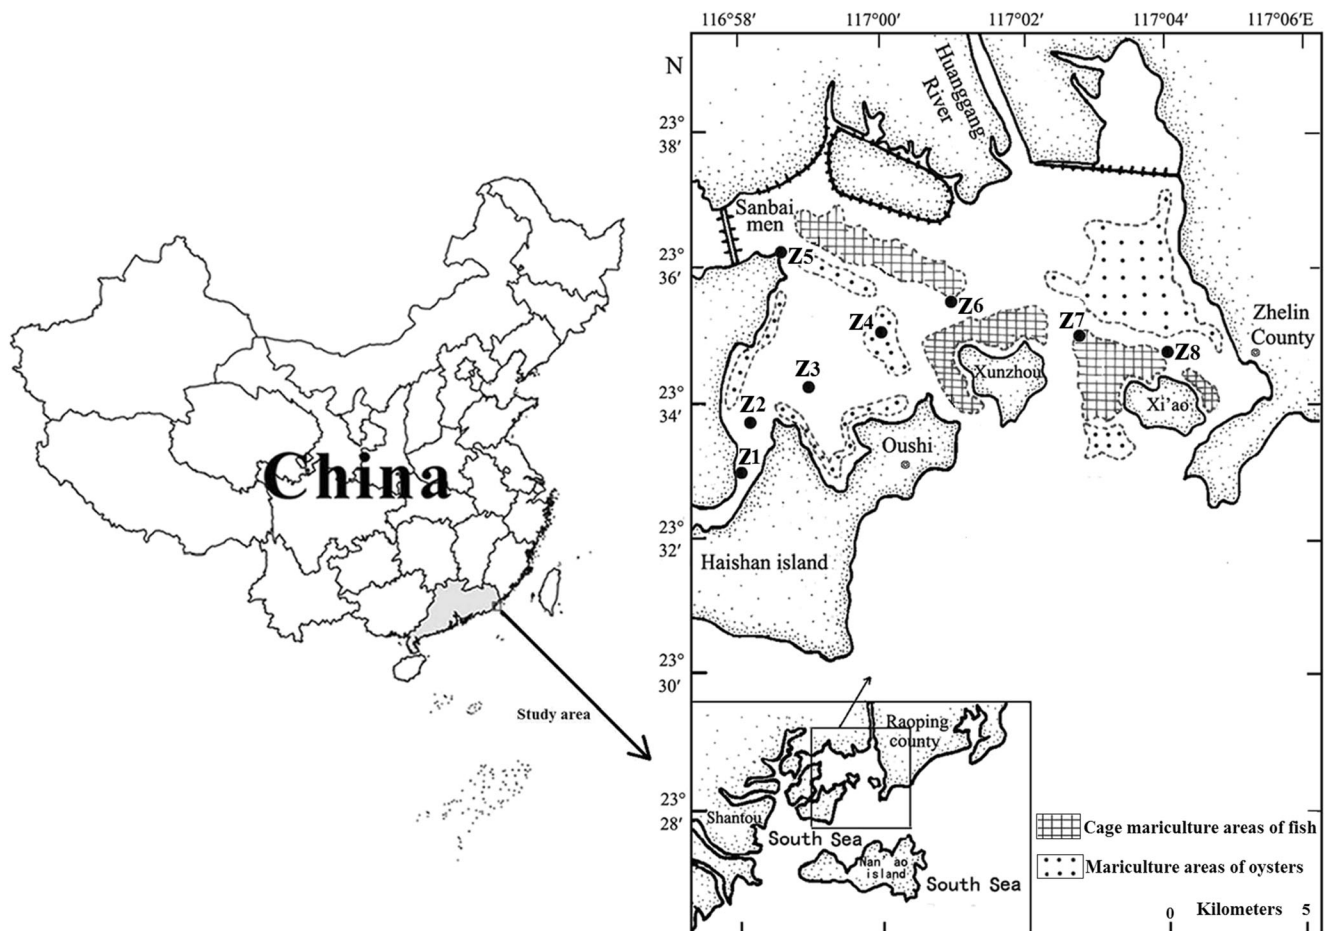 116°58′ 117°00′ 117°02′ 117°04′ 117°06′E
N
23°
38′
Huanggang
River
Sanbai
men
23°
36′
Z5
Z6
Z4
Z7
Zhelin
County
Z8
Z3
Xunzhou
23°
34′
Z2
Xi'ao
Oushi
Z1
23°
32′
Haishan island
23°
30′
China
Study area
Raoping
county
23°
28′
Shantou
South Sea
Nan'ao
island
South Sea
Cage mariculture areas of fish
Mariculture areas of oysters
0 Kilometers 5